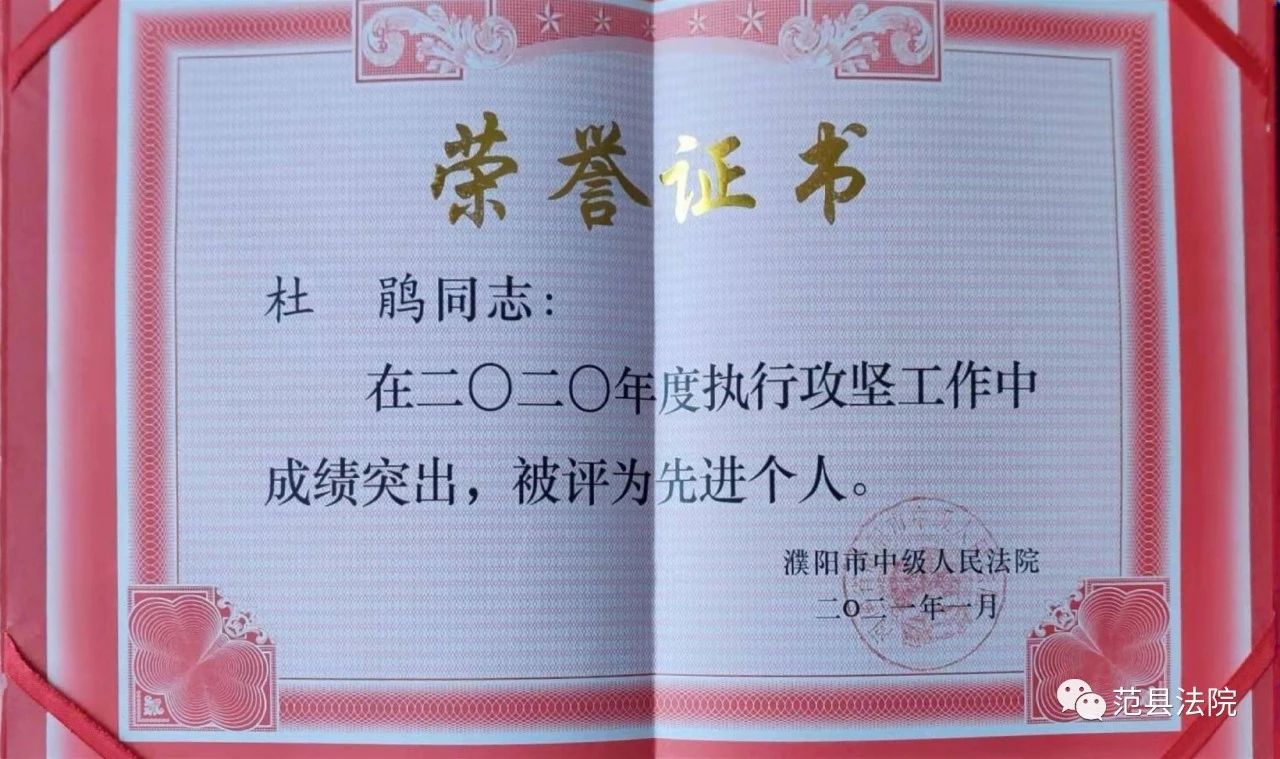 荣誉证书
杜　鹃同志：
在二〇二〇年度执行攻坚工作中
成绩突出，被评为先进个人。
濮阳市中级人民法院
二〇二一年一月
范县法院